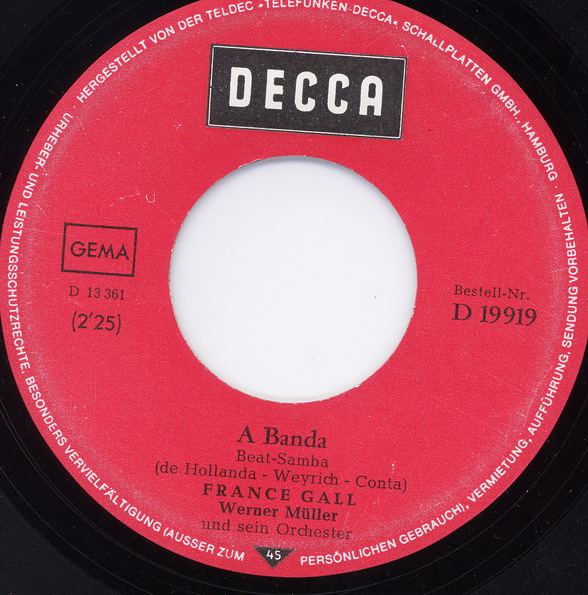 HERGESTELLT VON DER TELDEC »TELEFUNKEN-DECCA« SCHALLPLATTEN GMBH, HAMBURG · URHEBER- UND LEISTUNGSSCHUTZRECHTE, BESONDERS VERVIELFÄLTIGUNG (AUSSER ZUM PERSÖNLICHEN GEBRAUCH), VERMIETUNG, AUFFÜHRUNG, SENDUNG VORBEHALTEN.
DECCA
GEMA
D 13 361
(2'25)
Bestell-Nr.
D 19919
A Banda
Beat-Samba
(de Hollanda - Weyrich - Conta)
FRANCE GALL
Werner Müller
und sein Orchester
45